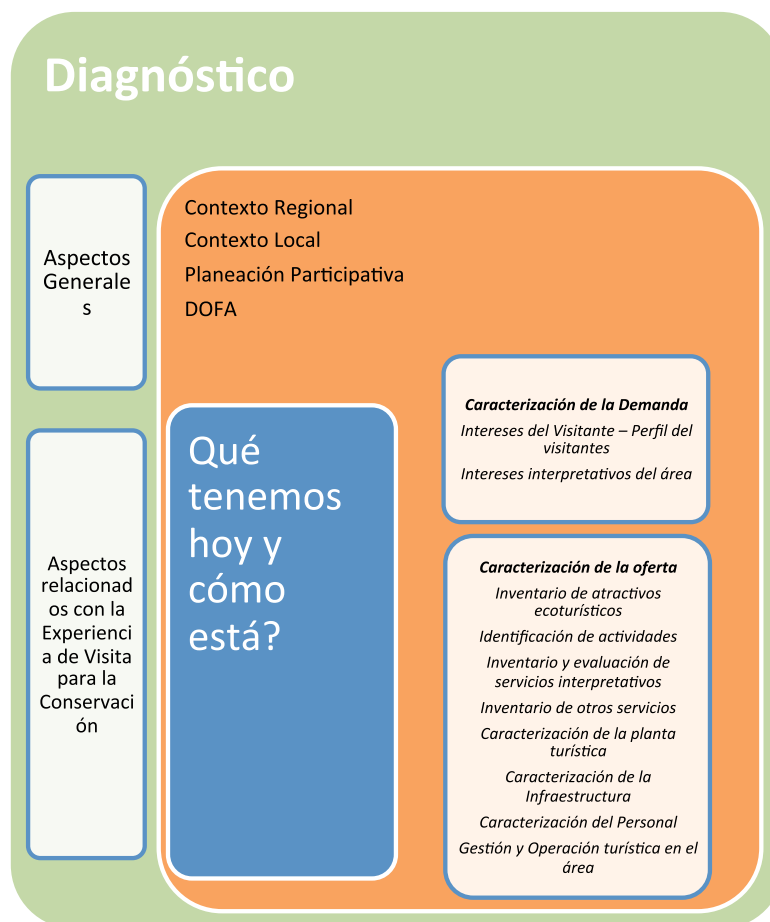 Diagnóstico
Aspectos
Generale
s
Contexto Regional
Contexto Local
Planeación Participativa
DOFA
Aspectos
relacionad
os con la
Experienci
a de Visita
para la
Conservaci
ón
Qué
tenemos
hoy y
cómo
está?
Caracterización de la Demanda
Intereses del Visitante – Perfil del
visitantes
Intereses interpretativos del área
Caracterización de la oferta
Inventario de atractivos
ecoturísticos
Identificación de actividades
Inventario y evaluación de
servicios interpretativos
Inventario de otros servicios
Caracterización de la planta
turística
Caracterización de la
Infraestructura
Caracterización del Personal
Gestión y Operación turística en el
área